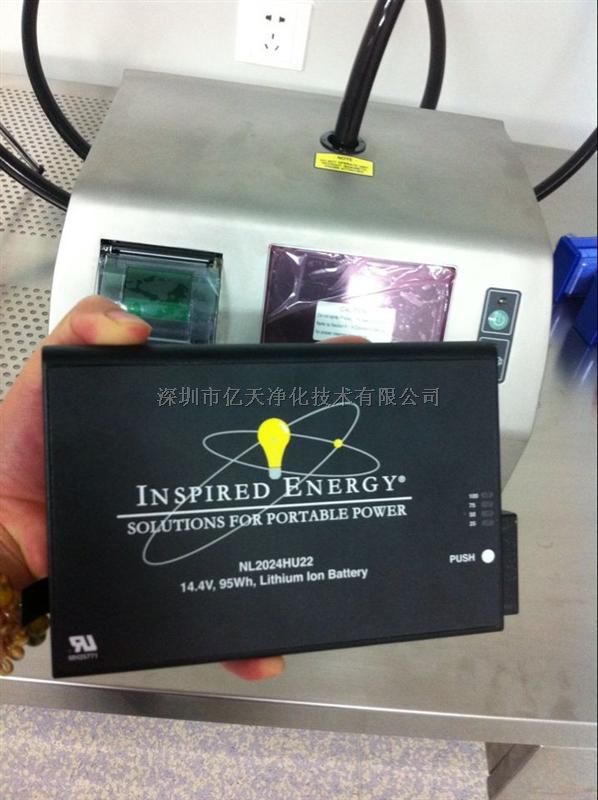 NOTE
CAUTION
深圳市亿天净化技术有限公司
INSPIRED ENERGY®
SOLUTIONS FOR PORTABLE POWER
100
75
50
25
NL2024HU22
14.4V, 95Wh, Lithium Ion Battery
PUSH
MH25771